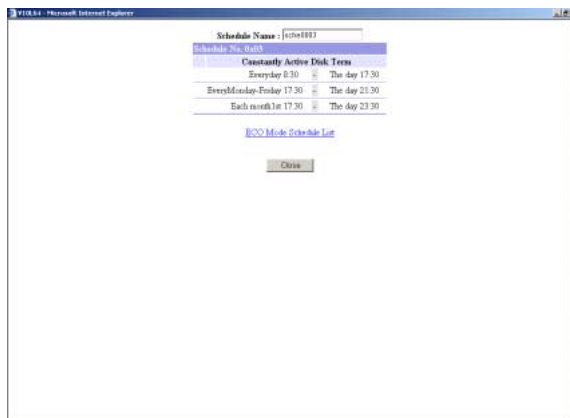 V10L64 - Microsoft Internet Explorer
Schedule Name : sche0003
Schedule No. 0x03
Constantly Active Disk Term
Everyday 8:30 - The day 17:30
EveryMonday-Friday 17:30 - The day 21:30
Each month1st 17:30 - The day 23:30
ECO Mode Schedule List
Close